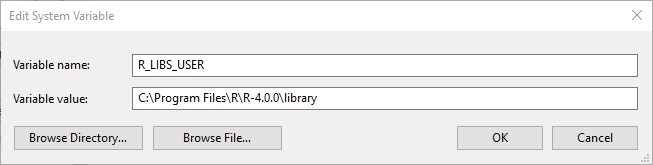 Edit System Variable
Variable name: R_LIBS_USER
Variable value: C:\Program Files\R\R-4.0.0\library
Browse Directory... Browse File... OK Cancel